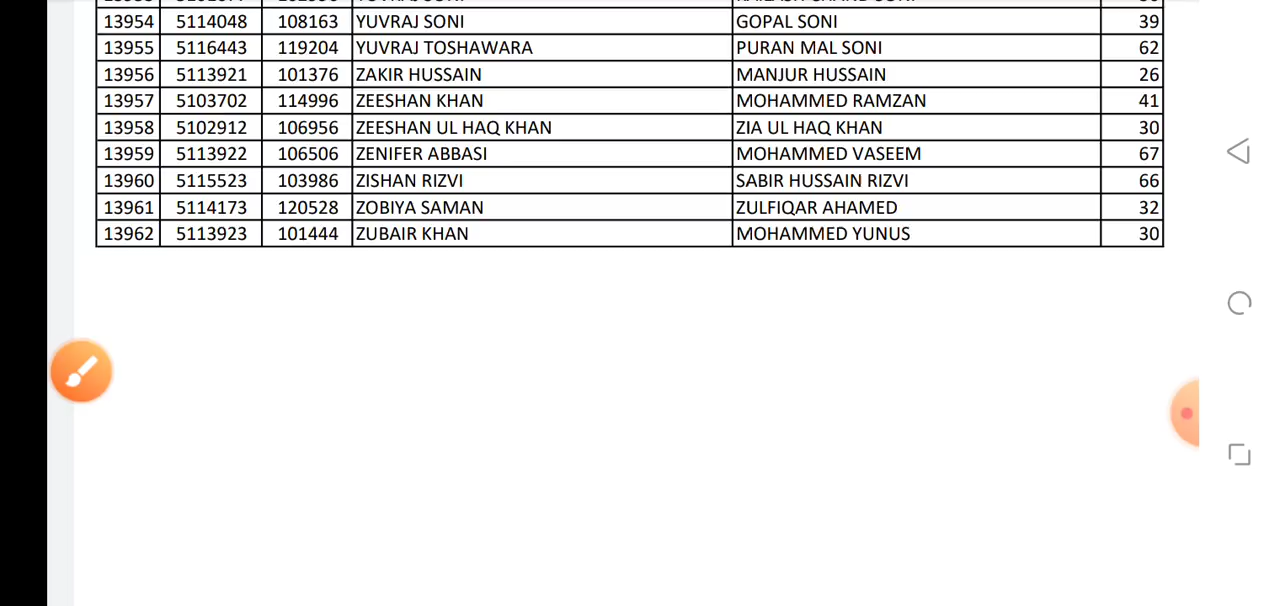 13954 5114048 108163 YUVRAJ SONI GOPAL SONI 39
13955 5116443 119204 YUVRAJ TOSHAWARA PURAN MAL SONI 62
13956 5113921 101376 ZAKIR HUSSAIN MANJUR HUSSAIN 26
13957 5103702 114996 ZEESHAN KHAN MOHAMMED RAMZAN 41
13958 5102912 106956 ZEESHAN UL HAQ KHAN ZIA UL HAQ KHAN 30
13959 5113922 106506 ZENIFER ABBASI MOHAMMED VASEEM 67
13960 5115523 103986 ZISHAN RIZVI SABIR HUSSAIN RIZVI 66
13961 5114173 120528 ZOBIYA SAMAN ZULFIQAR AHAMED 32
13962 5113923 101444 ZUBAIR KHAN MOHAMMED YUNUS 30